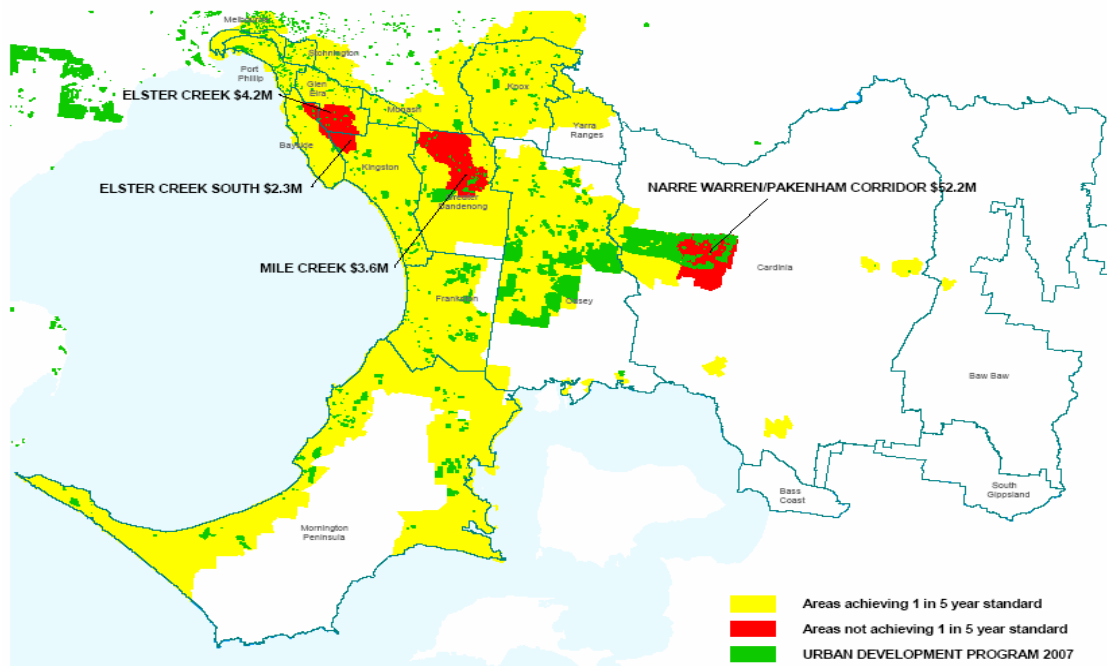 Melbourne
Stonnington
Port
Phillip
Glen
Eira
ELSTER CREEK $4.2M
Monash
Knox
Yarra
Ranges
Bayside
Kingston
ELSTER CREEK SOUTH $2.3M
NARRE WARREN/PAKENHAM CORRIDOR $52.2M
Greater
Dandenong
MILE CREEK $3.6M
Cardinia
Frankston
Casey
Baw Baw
Bass
Coast
South
Gippsland
Mornington
Peninsula
Areas achieving 1 in 5 year standard
Areas not achieving 1 in 5 year standard
URBAN DEVELOPMENT PROGRAM 2007